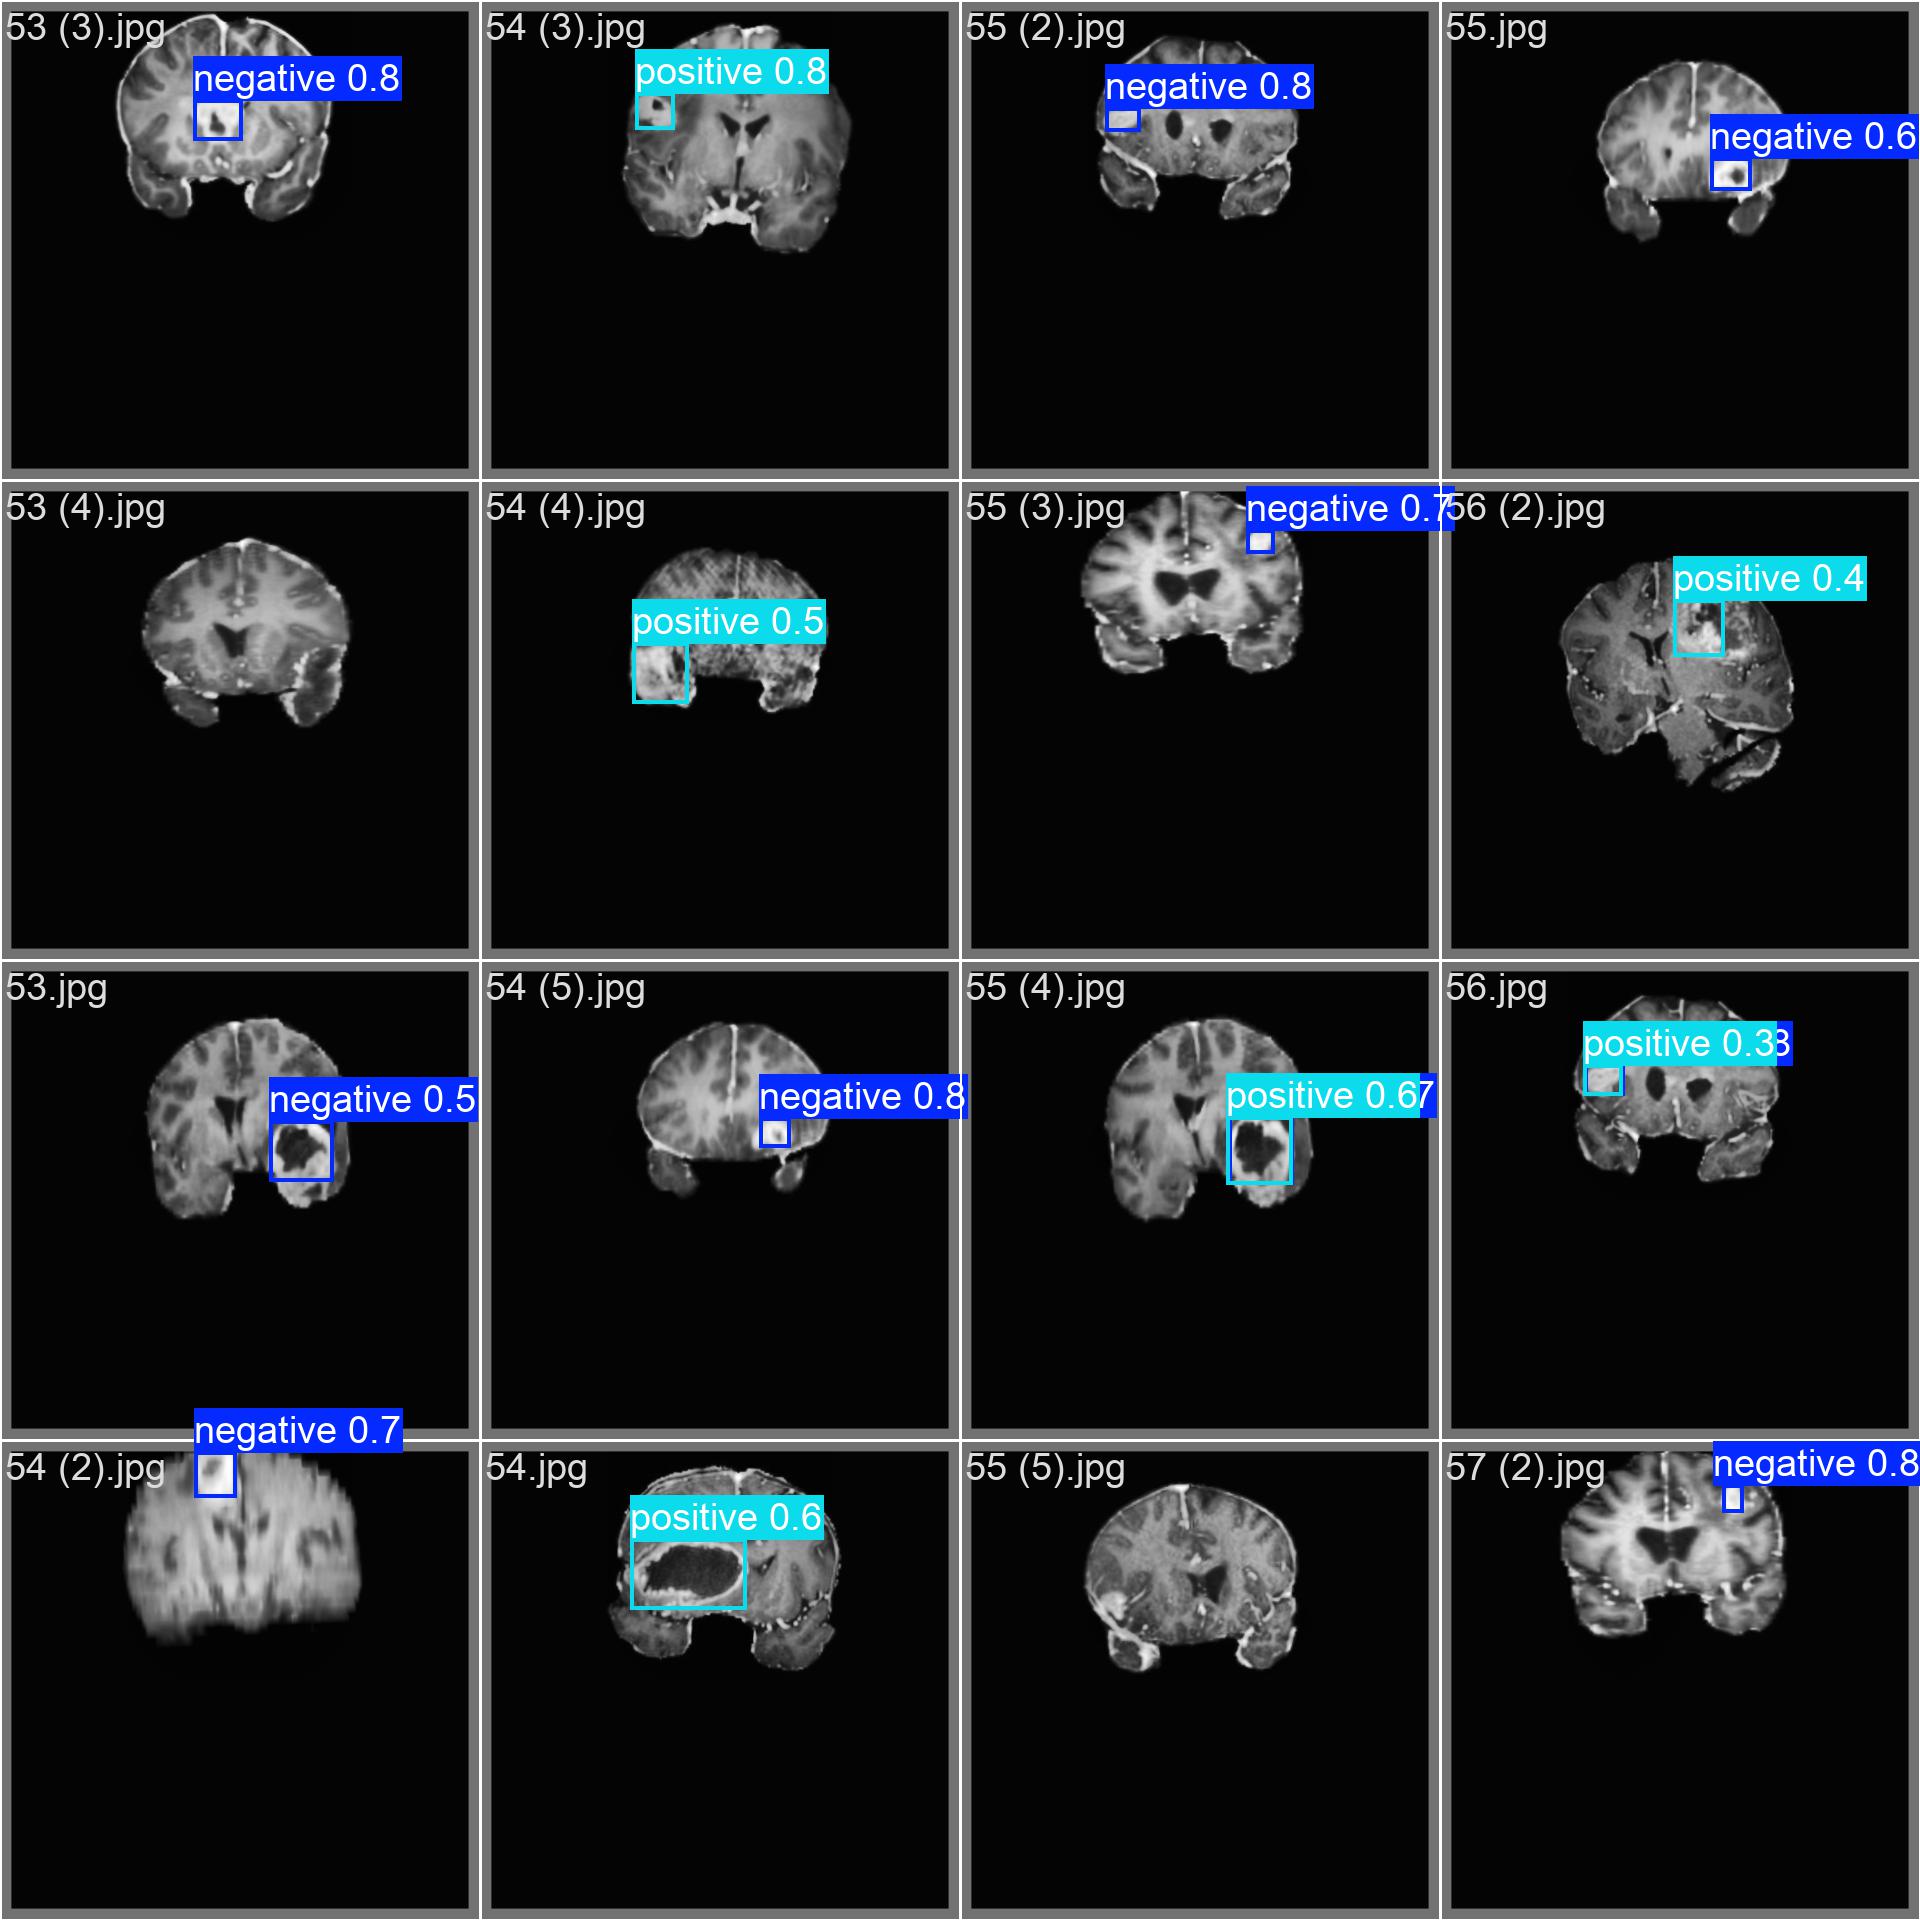 53 (3).jpg
negative 0.8
54 (3).jpg
positive 0.8
55 (2).jpg
negative 0.8
55.jpg
negative 0.6
53 (4).jpg
54 (4).jpg
positive 0.5
55 (3).jpg
negative 0.7
56 (2).jpg
positive 0.4
53.jpg
negative 0.5
54 (5).jpg
negative 0.8
55 (4).jpg
positive 0.6
56.jpg
positive 0.3
54 (2).jpg
negative 0.7
54.jpg
positive 0.6
55 (5).jpg
57 (2).jpg
negative 0.8